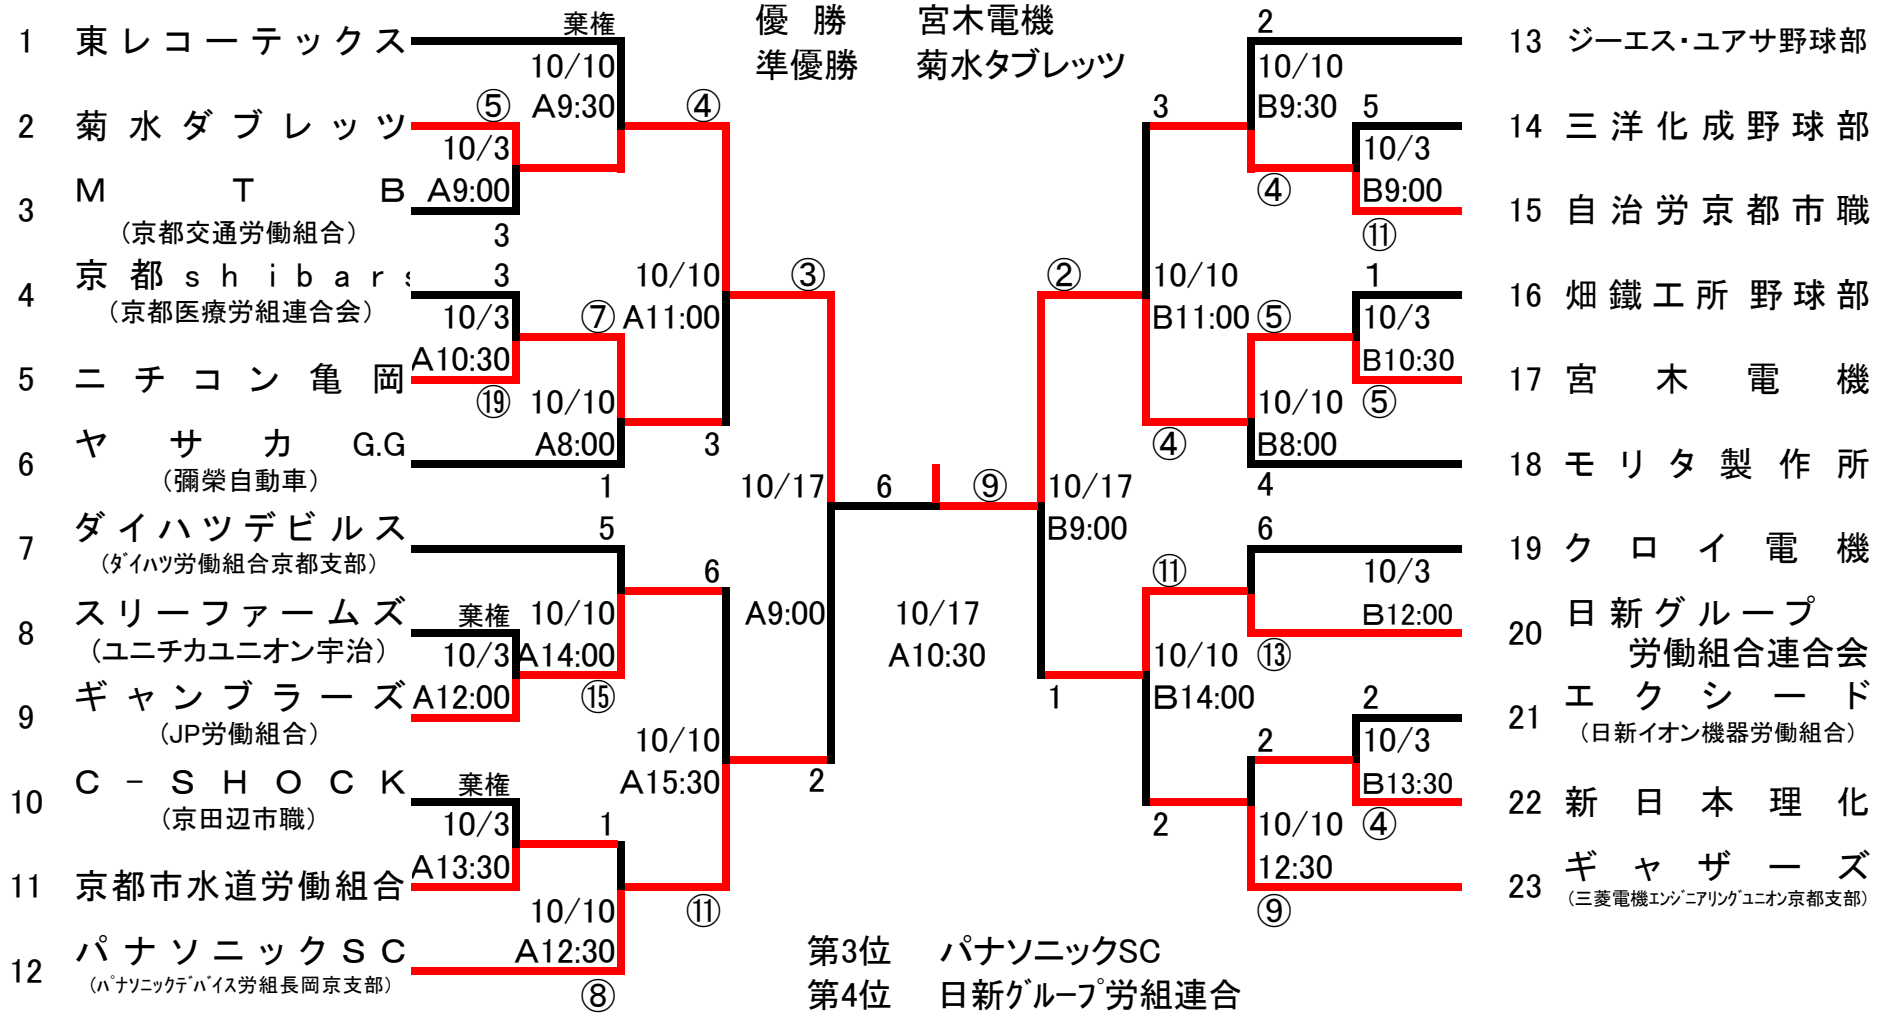 優　勝　　宮木電機
準優勝　　菊水タブレッツ
1 東レコーテックス 棄権
10/10
A9:30
2 菊水ダブレッツ ⑤ ④
10/3
3 ＭＴＢ A9:00
（京都交通労働組合） 3
4 京都ｓｈｉｂａｒｓ 3
（京都医療労組連合会） 10/3 ⑦
10/10 ③
A11:00
5 ニチコン亀岡 A10:30
⑲ 10/10
6 ヤサカG.G A8:00 3
（彌榮自動車） 1
10/17
7 ダイハツデビルス 5
（ダイハツ労働組合京都支部） 6
8 スリーファームズ 棄権 10/10 A9:00
（ユニチカユニオン宇治） 10/3 A14:00
9 ギャンブラーズ A12:00 ⑮
（JP労働組合） 10/10
10 Ｃ－ＳＨＯＣＫ 棄権 A15:30 2
（京田辺市職） 10/3 1
11 京都市水道労働組合 A13:30
10/10 ⑪
12 パナソニックＳＣ A12:30
（パナソニックデバイス労組長岡京支部） ⑧
6 ⑨
10/17
A10:30
2 13 ジーエス・ユアサ野球部
10/10
3 B9:30 5 14 三洋化成野球部
10/3
④ B9:00 15 自治労京都市職
⑪
② 10/10 1 16 畑鐵工所 野球部
B11:00 ⑤ 10/3
B10:30 17 宮木電機
10/10 ⑤
④ B8:00 18 モリタ製作所
10/17 4
B9:00 6 19 クロイ電機
⑪ 10/3
B12:00 20 日新グループ
労働組合連合会
10/10 ⑬
1 B14:00 2 21 エクシード
（日新イオン機器労働組合）
2 10/3
B13:30 22 新日本理化
2 10/10 ④
12:30 23 ギャザーズ
（三菱電機エンジニアリングユニオン京都支部）
⑨
第3位　パナソニックSC
第4位　日新グループ労組連合